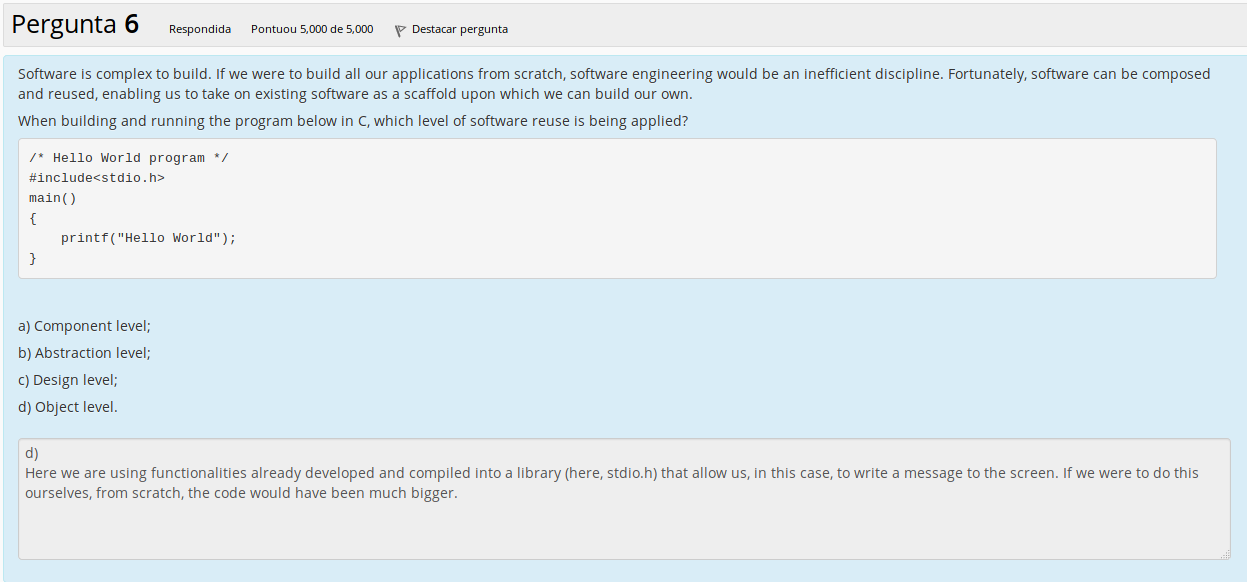 Pergunta 6 Respondida Pontuou 5,000 de 5,000 Destacar pergunta
Software is complex to build. If we were to build all our applications from scratch, software engineering would be an inefficient discipline. Fortunately, software can be composed
and reused, enabling us to take on existing software as a scaffold upon which we can build our own.
When building and running the program below in C, which level of software reuse is being applied?
/* Hello World program */
#include<stdio.h>
main()
{
    printf("Hello World");
}
a) Component level;
b) Abstraction level;
c) Design level;
d) Object level.
d)
Here we are using functionalities already developed and compiled into a library (here, stdio.h) that allow us, in this case, to write a message to the screen. If we were to do this
ourselves, from scratch, the code would have been much bigger.